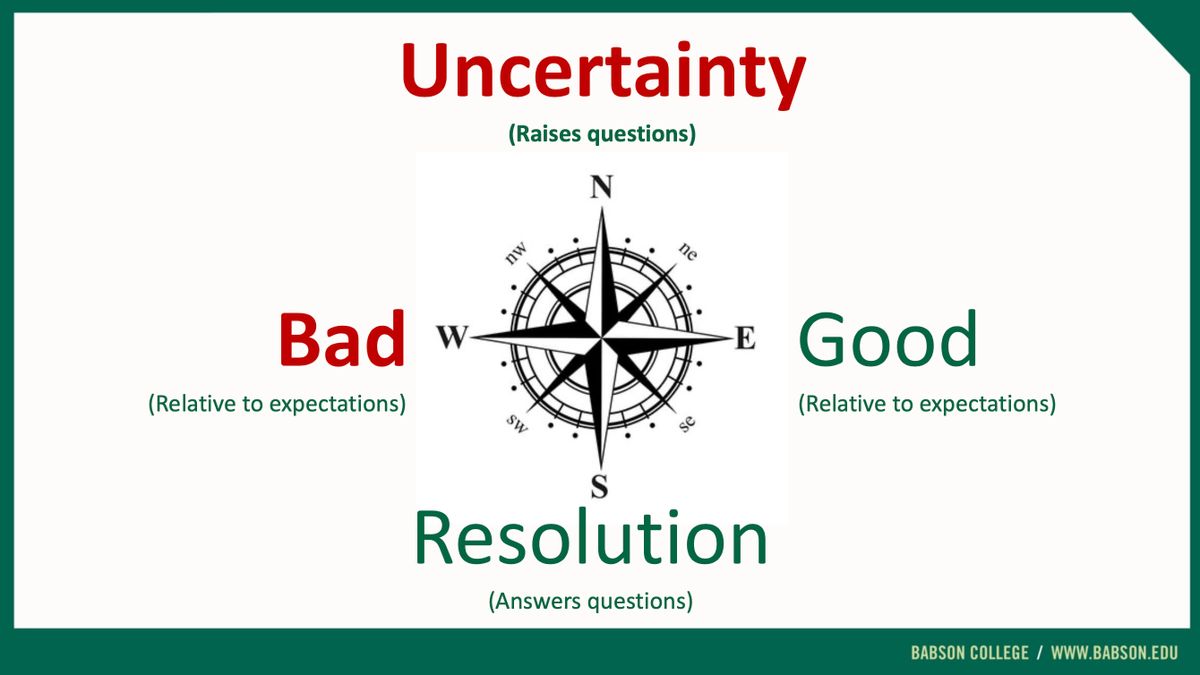 Uncertainty
(Raises questions)
N
nw
ne
Bad
W
E
Good
(Relative to expectations)
(Relative to expectations)
sw
se
S
Resolution
(Answers questions)
BABSON COLLEGE / WWW.BABSON.EDU